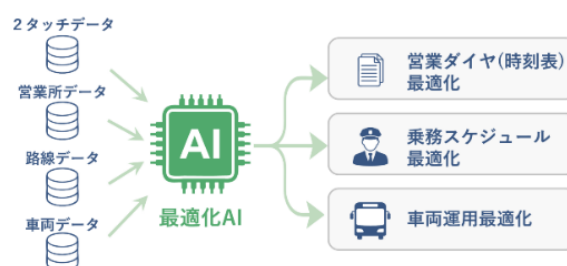 2タッチデータ
営業所データ
路線データ
車両データ
AI
最適化AI
営業ダイヤ(時刻表)
最適化
乗務スケジュール
最適化
車両運用最適化